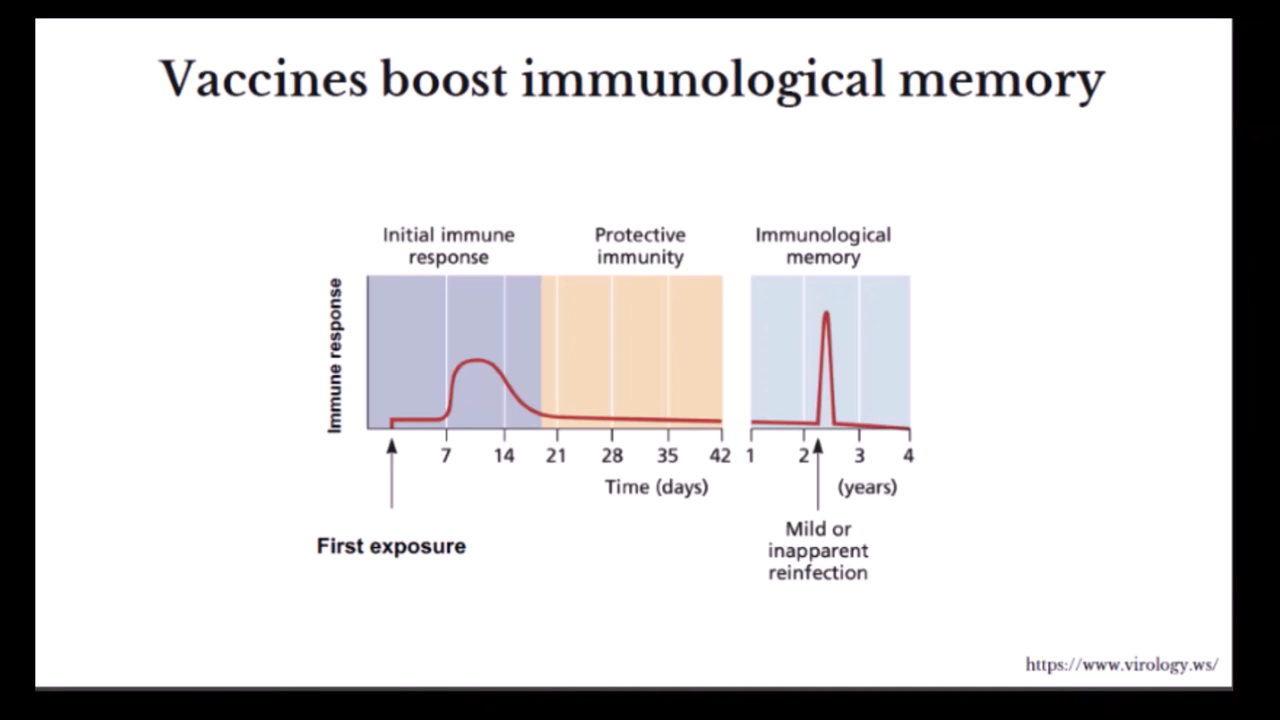 Vaccines boost immunological memory
Initial immune
response
Protective
immunity
Immunological
memory
Immune response
7 14 21 28 35 42 1 2 3 4
Time (days) (years)
First exposure
Mild or
inapparent
reinfection
https://www.virology.ws/